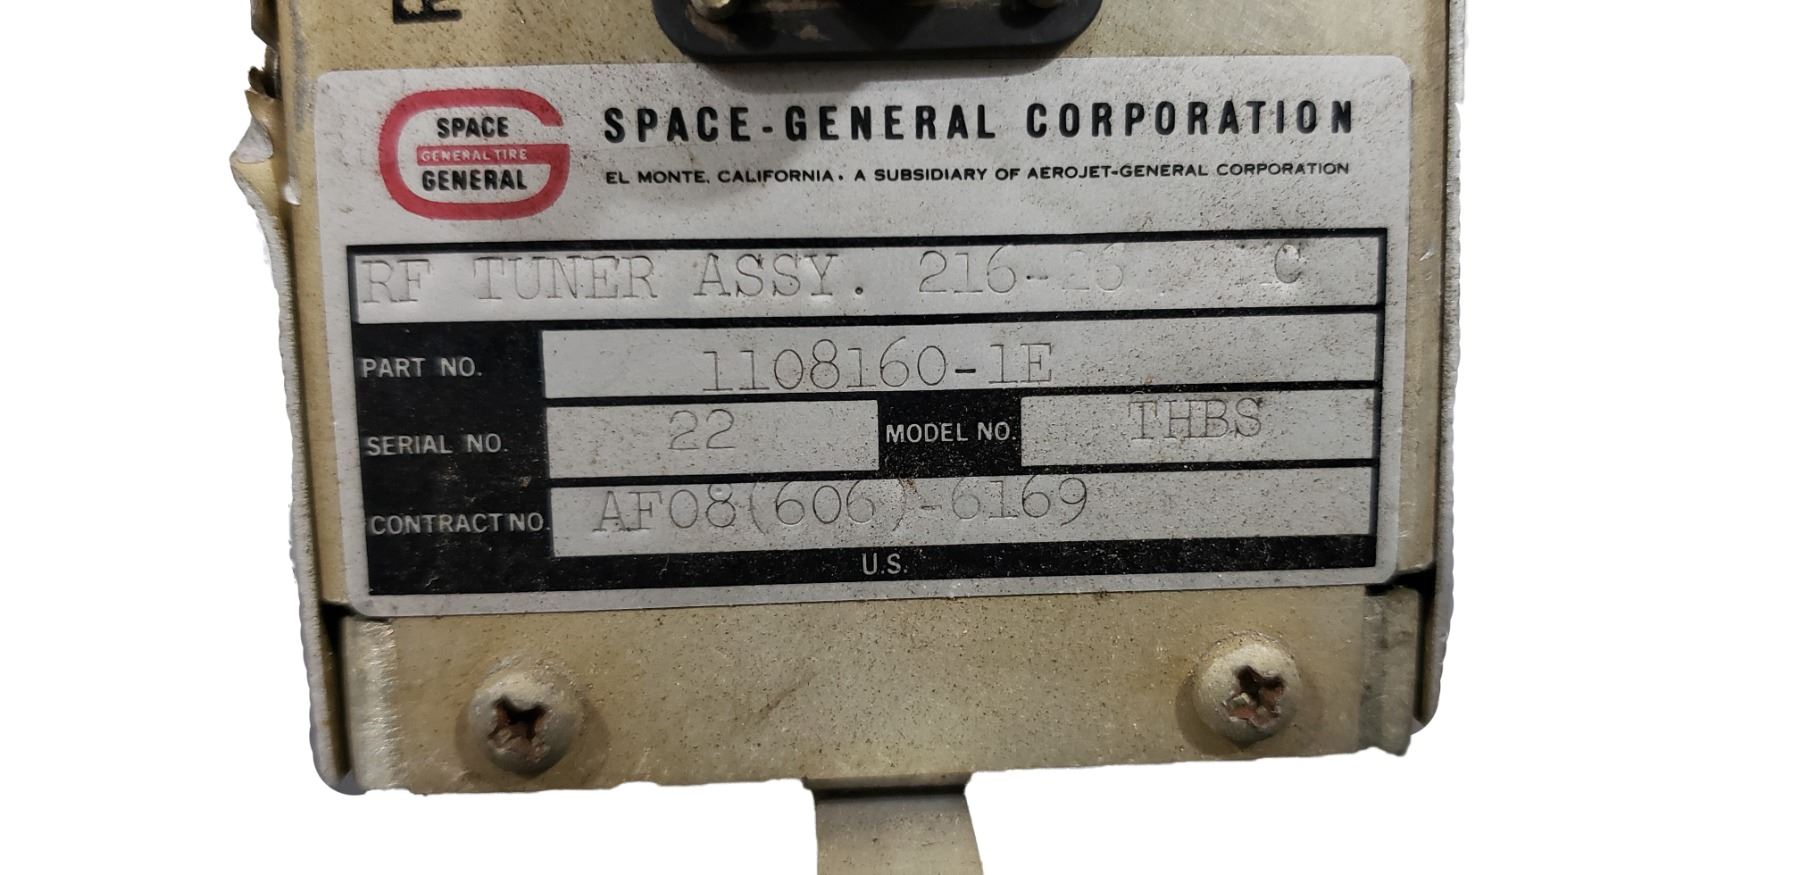 R
SPACE
GENERAL TIRE
GENERAL
SPACE-GENERAL CORPORATION
EL MONTE, CALIFORNIA. A SUBSIDIARY OF AEROJET-GENERAL CORPORATION
RF TUNER ASSY. 216- C
PART NO. 1108160-1E
SERIAL NO. 22 MODEL NO. THBS
CONTRACT NO. AF08(606)-6169
U.S.